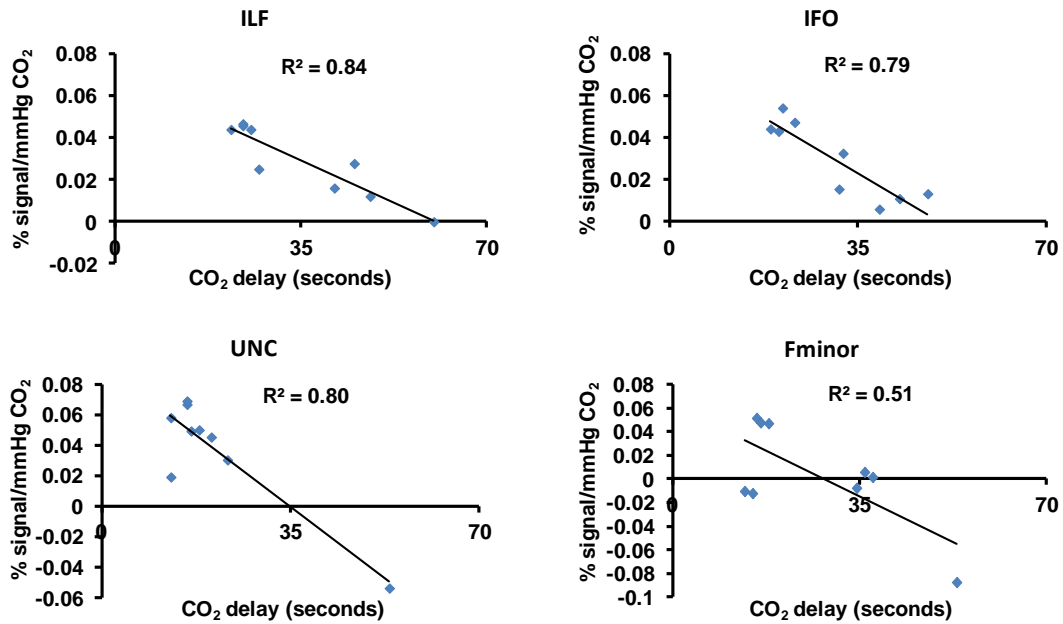 ILF
% signal/mmHg CO₂
0.08
0.06
0.04
0.02
0
-0.02
R² = 0.84
0 35 70
CO₂ delay (seconds)
IFO
% signal/mmHg CO₂
0.08
0.06
0.04
0.02
0
R² = 0.79
0 35 70
CO₂ delay (seconds)
UNC
% signal/mmHg CO₂
0.08
0.06
0.04
0.02
0
-0.02
-0.04
-0.06
R² = 0.80
0 35 70
CO₂ delay (seconds)
Fminor
% signal/mmHg CO₂
0.08
0.06
0.04
0.02
0
-0.02
-0.04
-0.06
-0.08
-0.1
R² = 0.51
0 35 70
CO₂ delay (seconds)